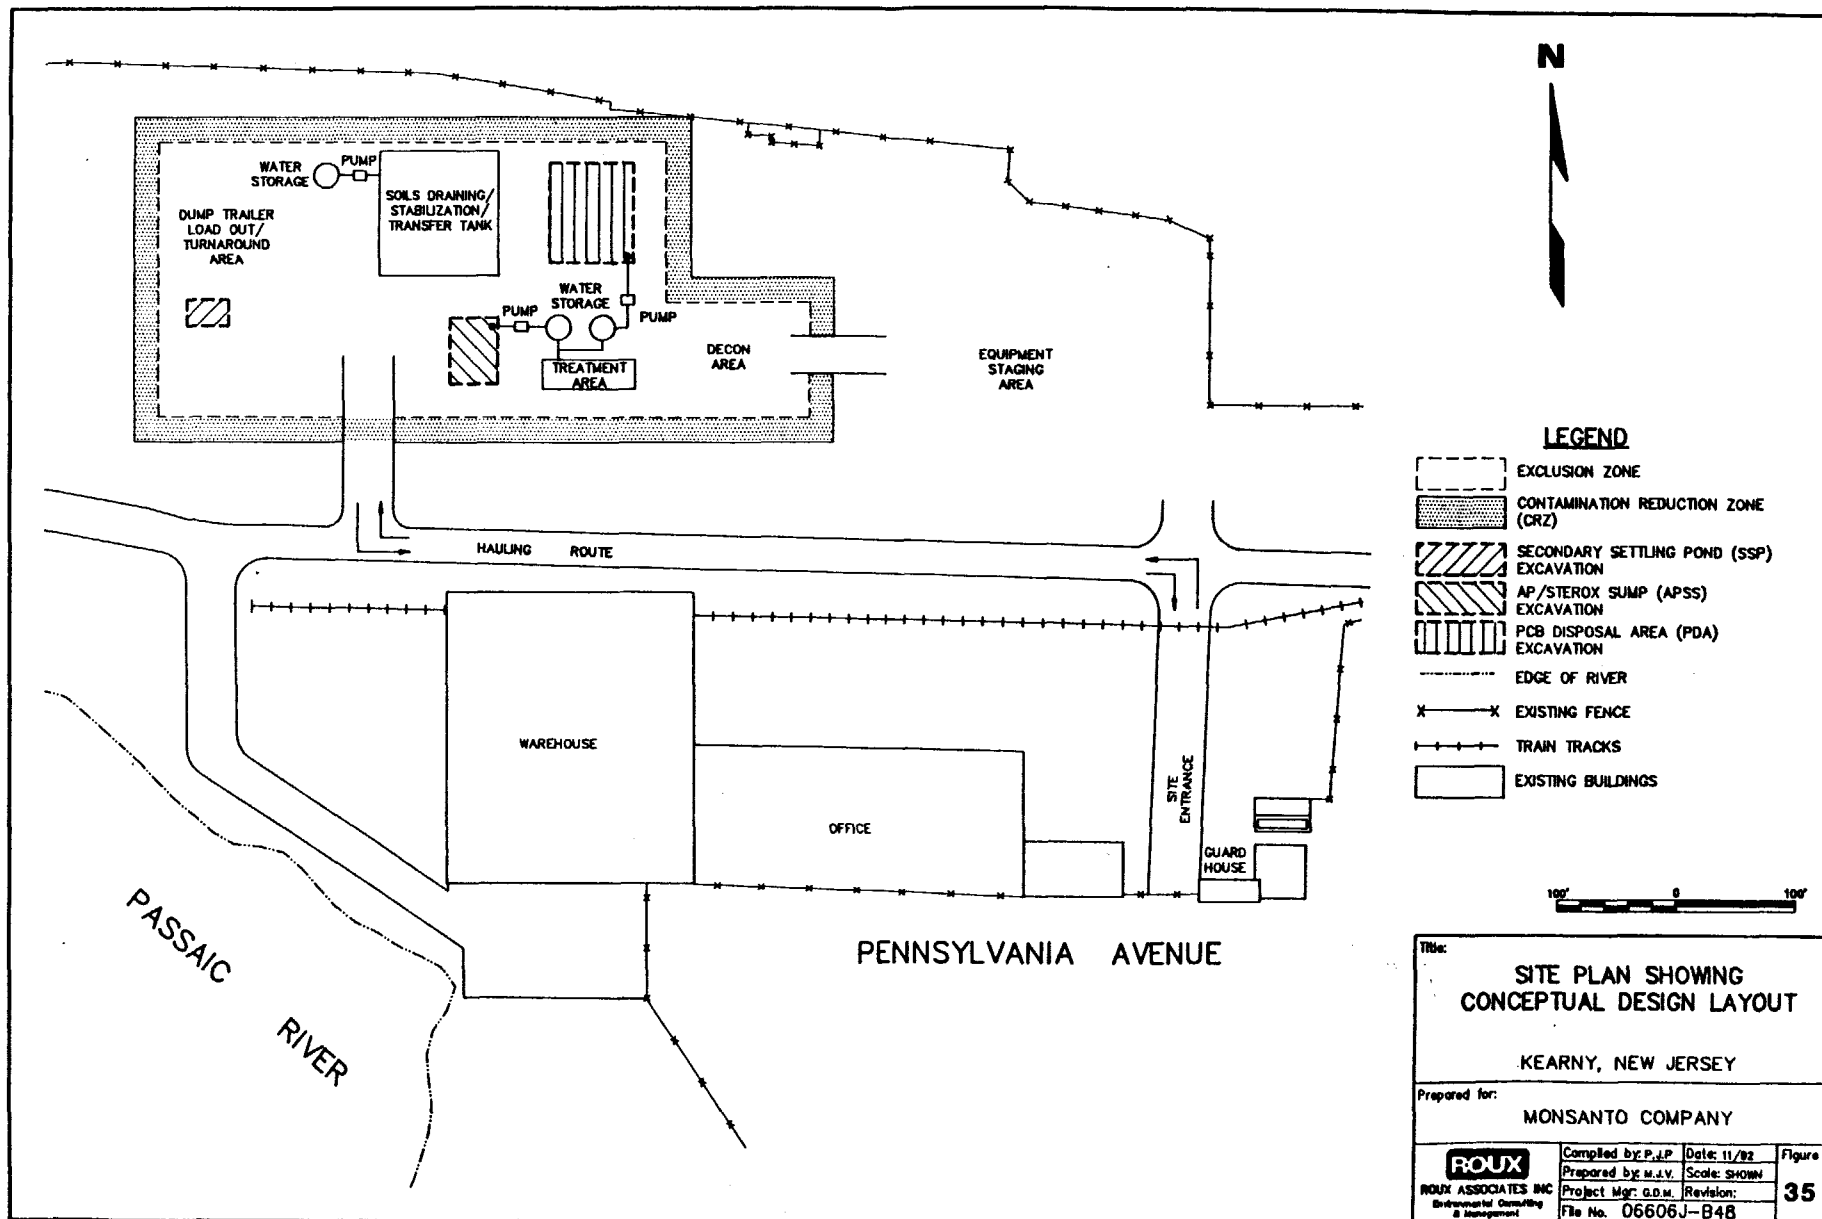 N
WATER
STORAGE
PUMP
SOILS DRAINING/
STABILIZATION/
TRANSFER TANK
DUMP TRAILER
LOAD OUT/
TURNAROUND
AREA
WATER
STORAGE
PUMP
PUMP
TREATMENT
AREA
DECON
AREA
EQUIPMENT
STAGING
AREA
HAULING ROUTE
WAREHOUSE
OFFICE
SITE
ENTRANCE
GUARD
HOUSE
PASSAIC
RIVER
PENNSYLVANIA AVENUE
LEGEND
EXCLUSION ZONE
CONTAMINATION REDUCTION ZONE
(CRZ)
SECONDARY SETTLING POND (SSP)
EXCAVATION
AP/STEROX SUMP (APSS)
EXCAVATION
PCB DISPOSAL AREA (PDA)
EXCAVATION
EDGE OF RIVER
EXISTING FENCE
TRAIN TRACKS
EXISTING BUILDINGS
100' 0 100'
Title:
SITE PLAN SHOWING
CONCEPTUAL DESIGN LAYOUT
KEARNY, NEW JERSEY
Prepared for:
MONSANTO COMPANY
ROUX
ROUX ASSOCIATES INC
Environmental Consulting
& Management
Compiled by: P.J.P Date: 11/92
Prepared by: M.J.V. Scale: SHOWN
Project Mgr: G.D.M. Revision:
File No. 06606J-B48
Figure
35